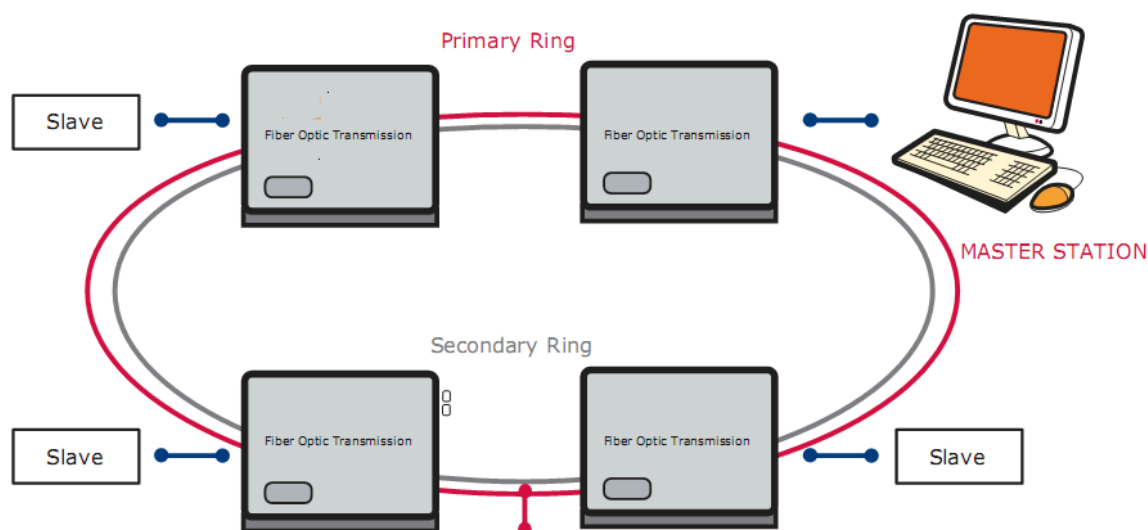 Primary Ring
Slave
Fiber Optic Transmission
Fiber Optic Transmission
MASTER STATION
Secondary Ring
Slave
Fiber Optic Transmission
Fiber Optic Transmission
Slave